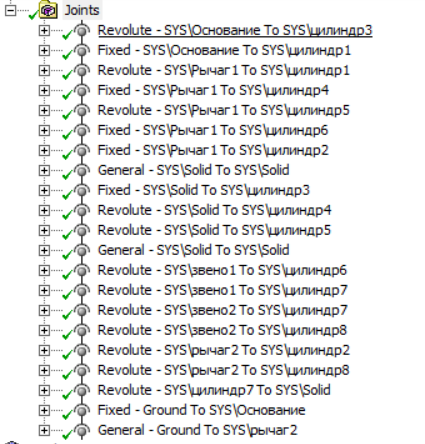 Joints
Revolute - SYS\Основание To SYS\цилиндр3
Fixed - SYS\Основание To SYS\цилиндр1
Revolute - SYS\Рычаг1 To SYS\цилиндр1
Fixed - SYS\Рычаг1 To SYS\цилиндр4
Revolute - SYS\Рычаг1 To SYS\цилиндр5
Fixed - SYS\Рычаг1 To SYS\цилиндр6
Fixed - SYS\Рычаг1 To SYS\цилиндр2
General - SYS\Solid To SYS\Solid
Fixed - SYS\Solid To SYS\цилиндр3
Revolute - SYS\Solid To SYS\цилиндр4
Revolute - SYS\Solid To SYS\цилиндр5
General - SYS\Solid To SYS\Solid
Revolute - SYS\звено1 To SYS\цилиндр6
Revolute - SYS\звено1 To SYS\цилиндр7
Revolute - SYS\звено2 To SYS\цилиндр7
Revolute - SYS\звено2 To SYS\цилиндр8
Revolute - SYS\рычаг2 To SYS\цилиндр2
Revolute - SYS\рычаг2 To SYS\цилиндр8
Revolute - SYS\цилиндр7 To SYS\Solid
Fixed - Ground To SYS\Основание
General - Ground To SYS\рычаг2